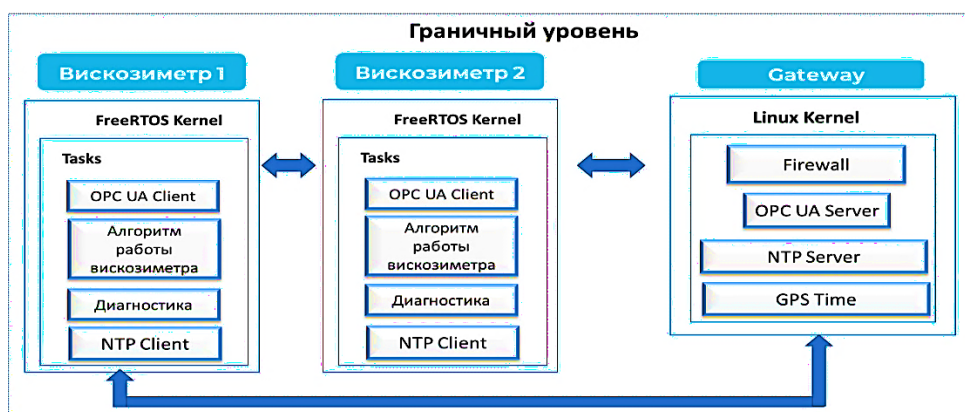 Граничный уровень
Вискозиметр 1
FreeRTOS Kernel
Tasks
OPC UA Client
Алгоритм
работы
вискозиметра
Диагностика
NTP Client
Вискозиметр 2
FreeRTOS Kernel
Tasks
OPC UA Client
Алгоритм
работы
вискозиметра
Диагностика
NTP Client
Gateway
Linux Kernel
Firewall
OPC UA Server
NTP Server
GPS Time